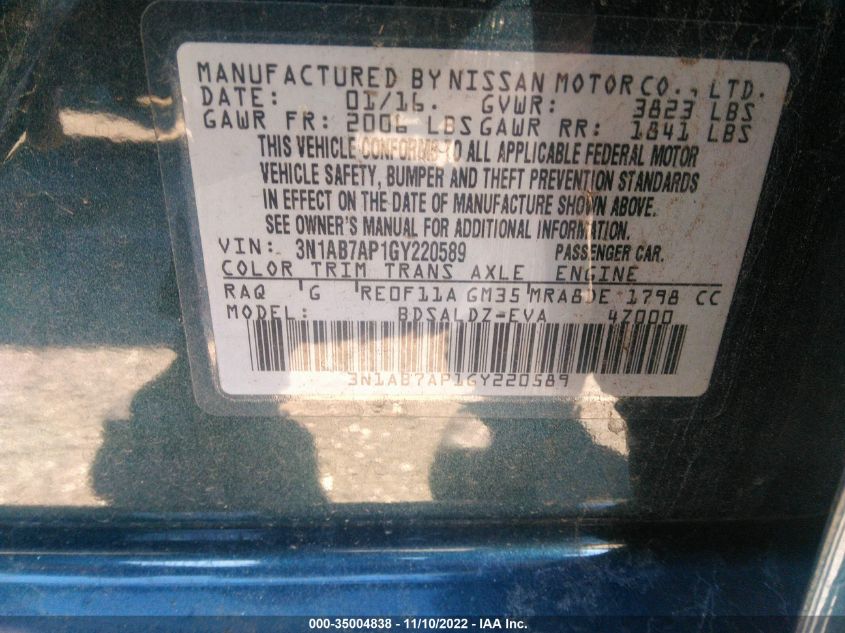 MANUFACTURED BY NISSAN MOTOR CO., LTD.
DATE: 01/16. GVWR: 3823 LBS
GAWR FR: 2006 LBS GAWR RR: 1841 LBS
THIS VEHICLE CONFORMS TO ALL APPLICABLE FEDERAL MOTOR
VEHICLE SAFETY, BUMPER AND THEFT PREVENTION STANDARDS
IN EFFECT ON THE DATE OF MANUFACTURE SHOWN ABOVE.
SEE OWNER'S MANUAL FOR ADDITIONAL INFORMATION.
VIN: 3N1AB7AP1GY220589 PASSENGER CAR.
COLOR TRIM TRANS AXLE ENGINE
RAQ G RE0F11A GM35 MRA8DE 1798 CC
MODEL: BDSALDZ-EVA 47000
3N1AB7AP1GY220589
000-35004838 - 11/10/2022 - IAA Inc.